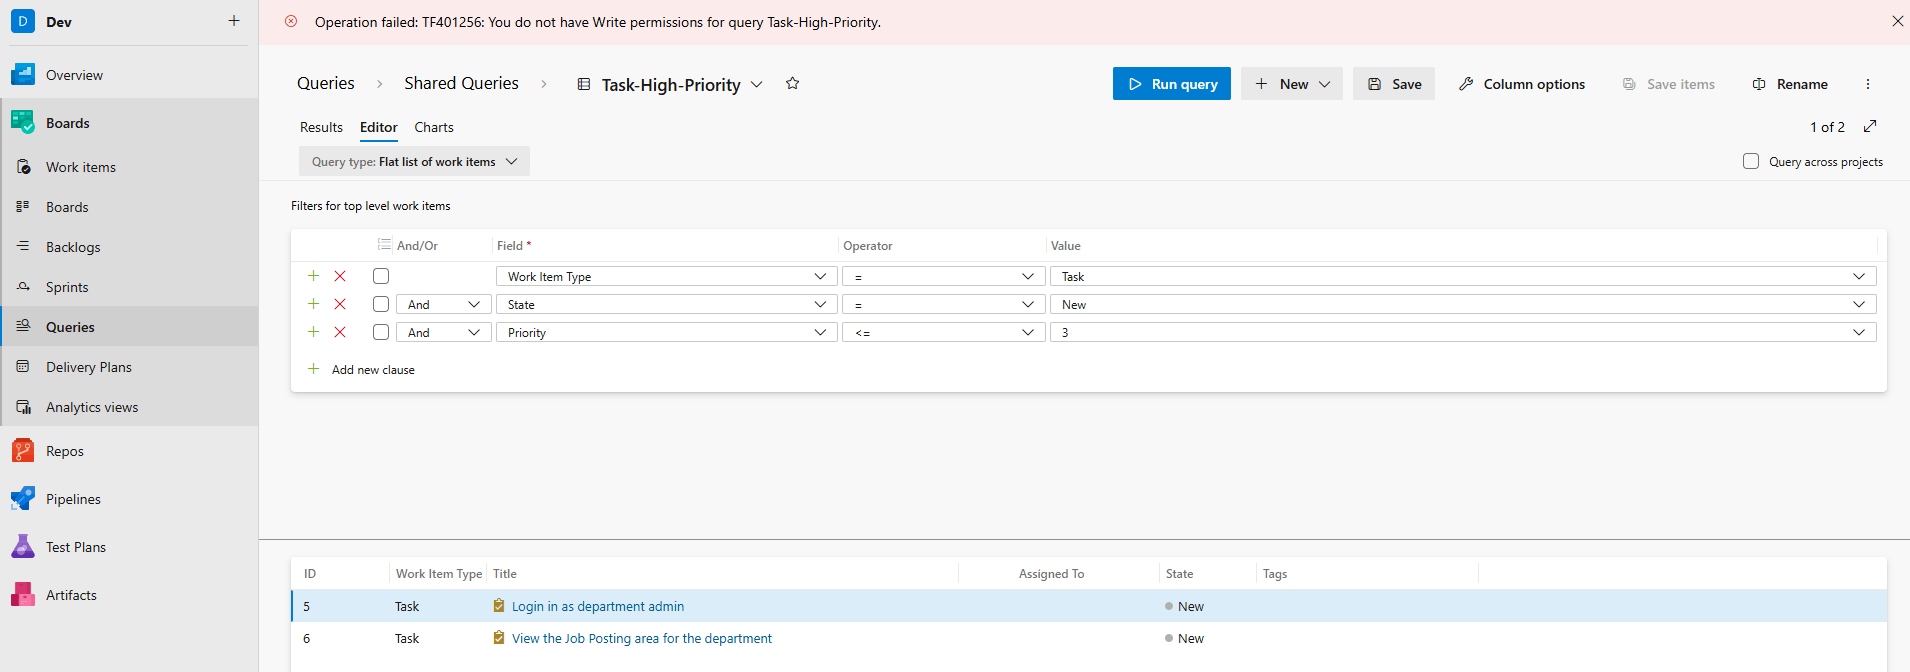 D Dev +
Overview
Boards
Work items
Boards
Backlogs
Sprints
Queries
Delivery Plans
Analytics views
Repos
Pipelines
Test Plans
Artifacts
Operation failed: TF401256: You do not have Write permissions for query Task-High-Priority.
Queries > Shared Queries > Task-High-Priority
Run query + New Save Column options Save items Rename
Results Editor Charts
1 of 2
Query type: Flat list of work items
Query across projects
Filters for top level work items
And/Or Field * Operator Value
Work Item Type = Task
And State = New
And Priority <= 3
+ Add new clause
ID Work Item Type Title Assigned To State Tags
5 Task Login in as department admin New
6 Task View the Job Posting area for the department New